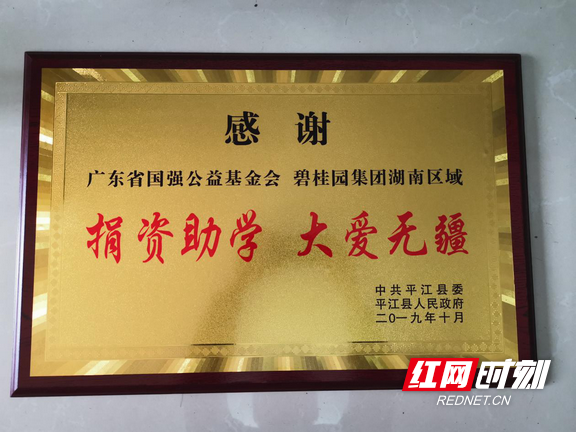 感 谢
广东省国强公益基金会 碧桂园集团湖南区域
捐资助学 大爱无疆
中共平江县委
平江县人民政府
二0一九年十月
红网时刻
REDNET.CN